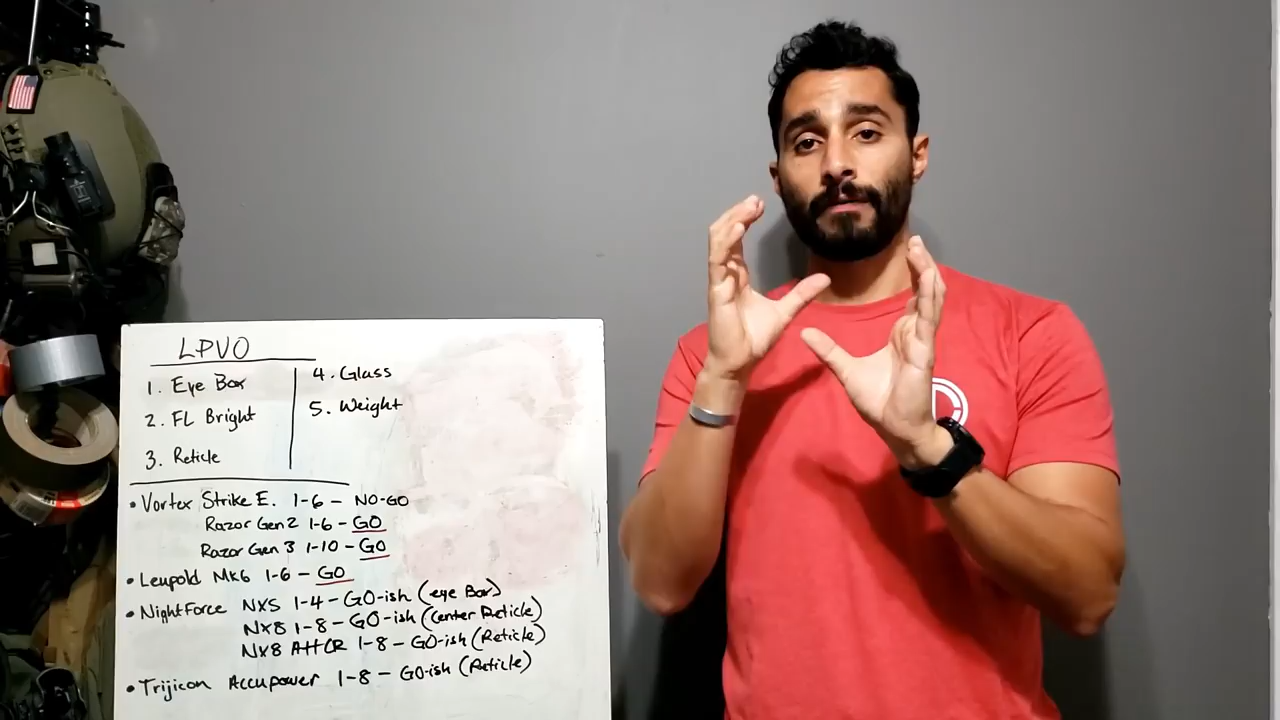 LPVO
1. Eye Box
2. FL Bright
3. Reticle
4. Glass
5. Weight
• Vortex Strike E. 1-6 - NO-GO
Razor Gen 2 1-6 - GO
Razor Gen 3 1-10 - GO
• Leupold MK6 1-6 - GO
• NightForce NXS 1-4 - GO-ish (eye Box)
NX8 1-8 - GO-ish (center Reticle)
NX8 ATTCR 1-8 - GO-ish (Reticle)
• Trijicon Accupower 1-8 - GO-ish (Reticle)